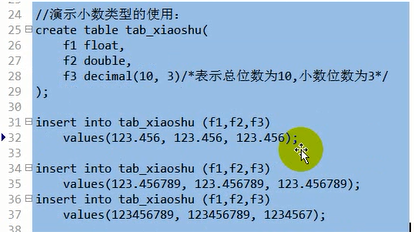 24 //演示小数类型的使用:
25 create table tab_xiaoshu(
26 f1 float,
27 f2 double,
28 f3 decimal(10, 3)/*表示总位数为10,小数位数为3*/
29 );
30
31 insert into tab_xiaoshu (f1,f2,f3)
32 values(123.456, 123.456, 123.456);
33
34 insert into tab_xiaoshu (f1,f2,f3)
35 values(123.456789, 123.456789, 123.456789);
36 insert into tab_xiaoshu (f1,f2,f3)
37 values(123456789, 123456789, 1234567);
38